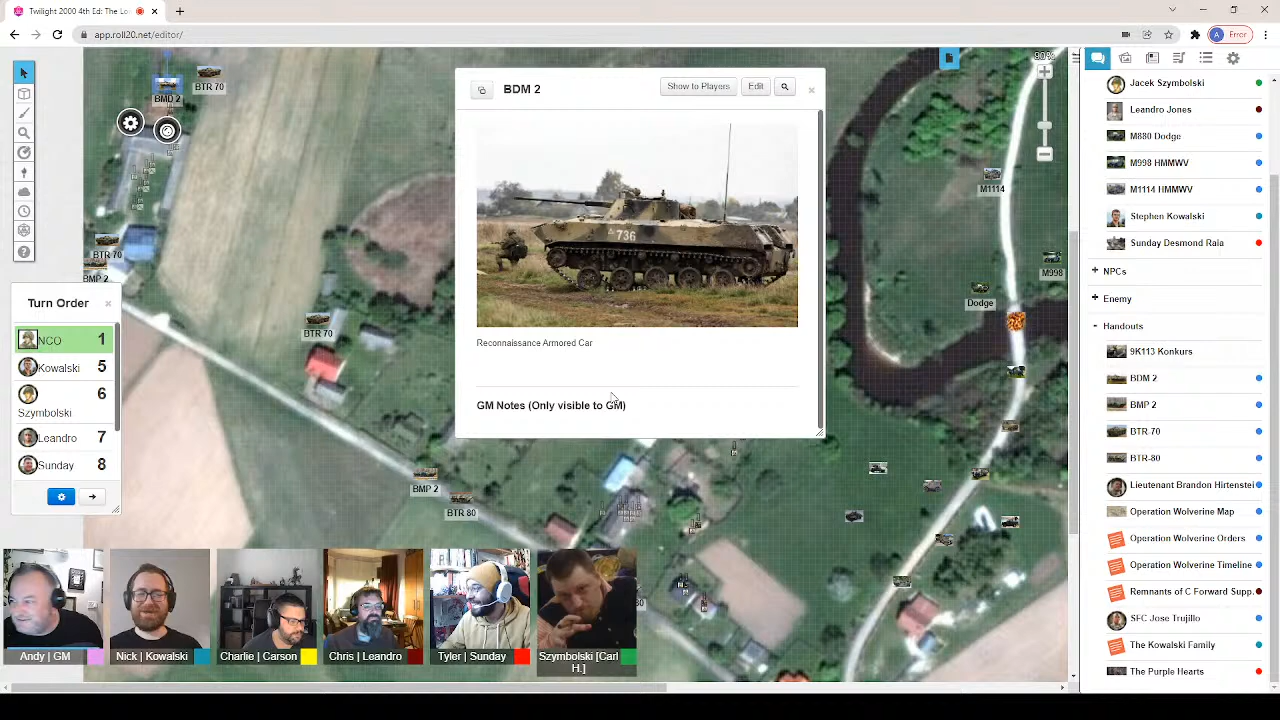 Twilight 2000 4th Ed: The Lo
app.roll20.net/editor/
A
Error
BTR 70
BMD 2
BTR 70
BMP 2
BTR 70
BMP 2
BTR 80
M1114
M998
Dodge
90%
BDM 2
Show to Players
Edit
736
Reconnaissance Armored Car
GM Notes (Only visible to GM)
Turn Order
NCO 1
Kowalski 5
Szymbolski 6
Leandro 7
Sunday 8
Andy | GM
Nick | Kowalski
Charlie | Carson
Chris | Leandro
Tyler | Sunday
Szymbolski [Carl
H.]
80
Jacek Szymbolski
Leandro Jones
M880 Dodge
M998 HMMWV
M1114 HMMWV
Stephen Kowalski
Sunday Desmond Raia
NPCs
Enemy
Handouts
9K113 Konkurs
BDM 2
BMP 2
BTR 70
BTR-80
Lieutenant Brandon Hirtenstei
Operation Wolverine Map
Operation Wolverine Orders
Operation Wolverine Timeline
Remnants of C Forward Supp.
SFC Jose Trujillo
The Kowalski Family
The Purple Hearts